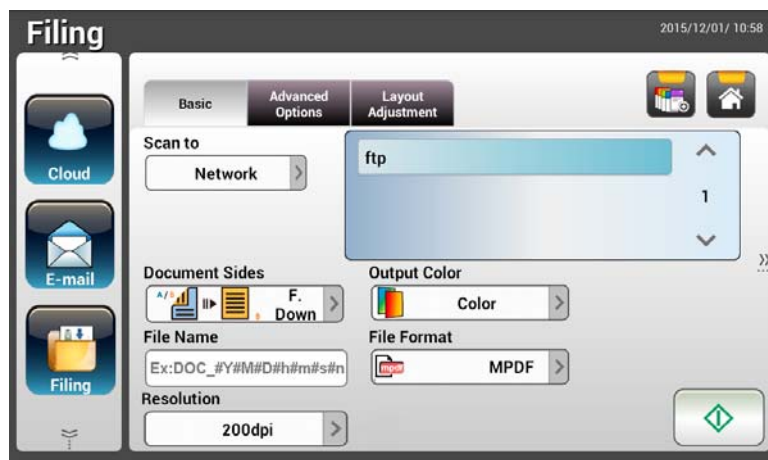 Filing
2015/12/01/ 10:58
Basic
Advanced
Options
Layout
Adjustment
Cloud
E-mail
Filing
Scan to
Network
ftp
1
Document Sides
A/
F.
Down
Output Color
Color
File Name
Ex:DOC_#Y#M#D#h#m#s#n
File Format
mpdf
MPDF
Resolution
200dpi